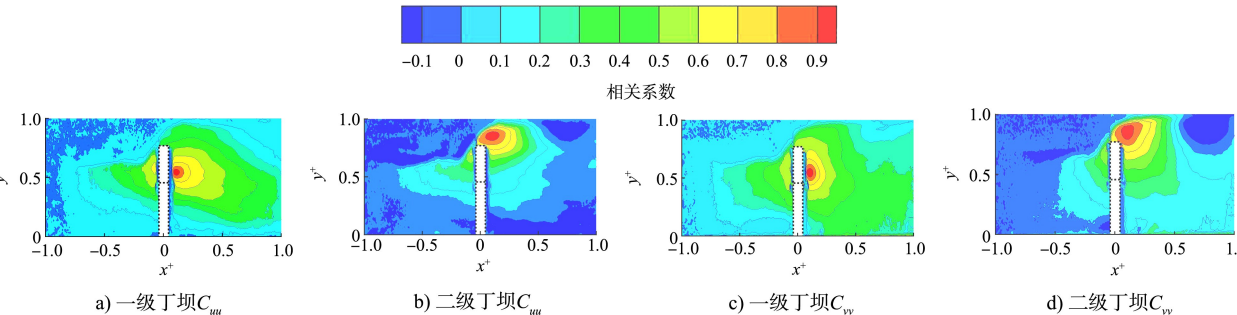 -0.1 0 0.1 0.2 0.3 0.4 0.5 0.6 0.7 0.8 0.9
相关系数
1.0 1.0 1.0 1.0
y y⁺ y⁺ y⁺
0.5 0.5 0.5 0.5
0 0 0 0
-1.0 -0.5 0 0.5 1.0 -1.0 -0.5 0 0.5 1.0 -1.0 -0.5 0 0.5 1.0 -1.0 -0.5 0 0.5 1.
x⁺ x⁺ x⁺ x⁺
a) 一级丁坝Cuu b) 二级丁坝Cuu c) 一级丁坝Cvv d) 二级丁坝Cvv